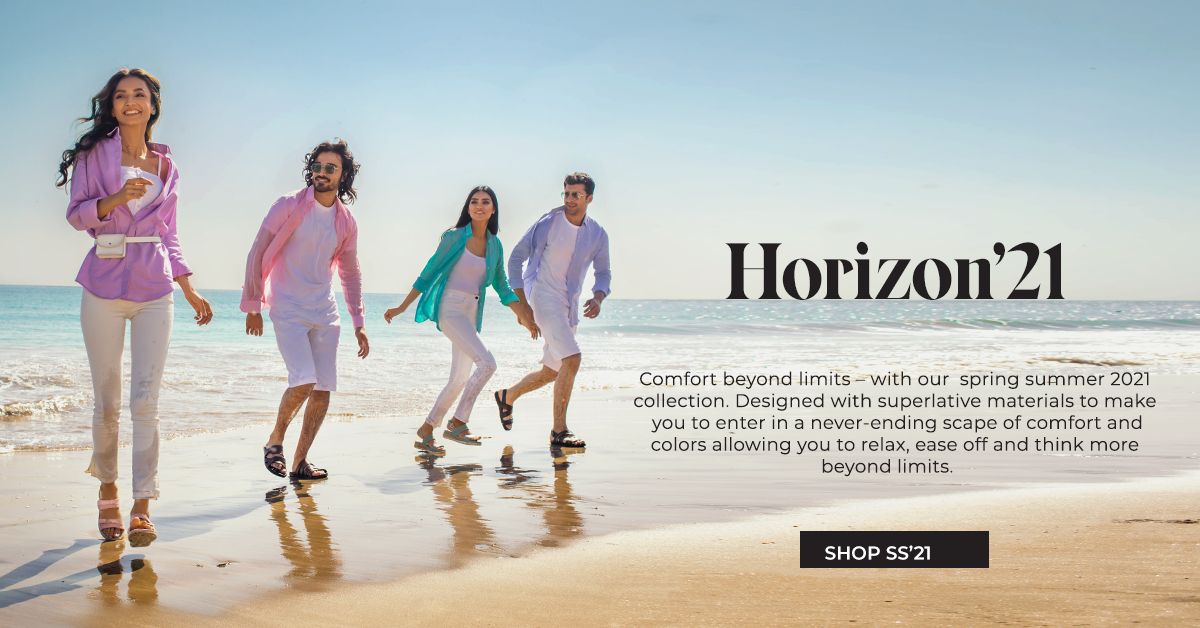 Horizon’21
Comfort beyond limits – with our  spring summer 2021
collection. Designed with superlative materials to make
you to enter in a never-ending scape of comfort and
colors allowing you to relax, ease off and think more
beyond limits.
SHOP SS’21